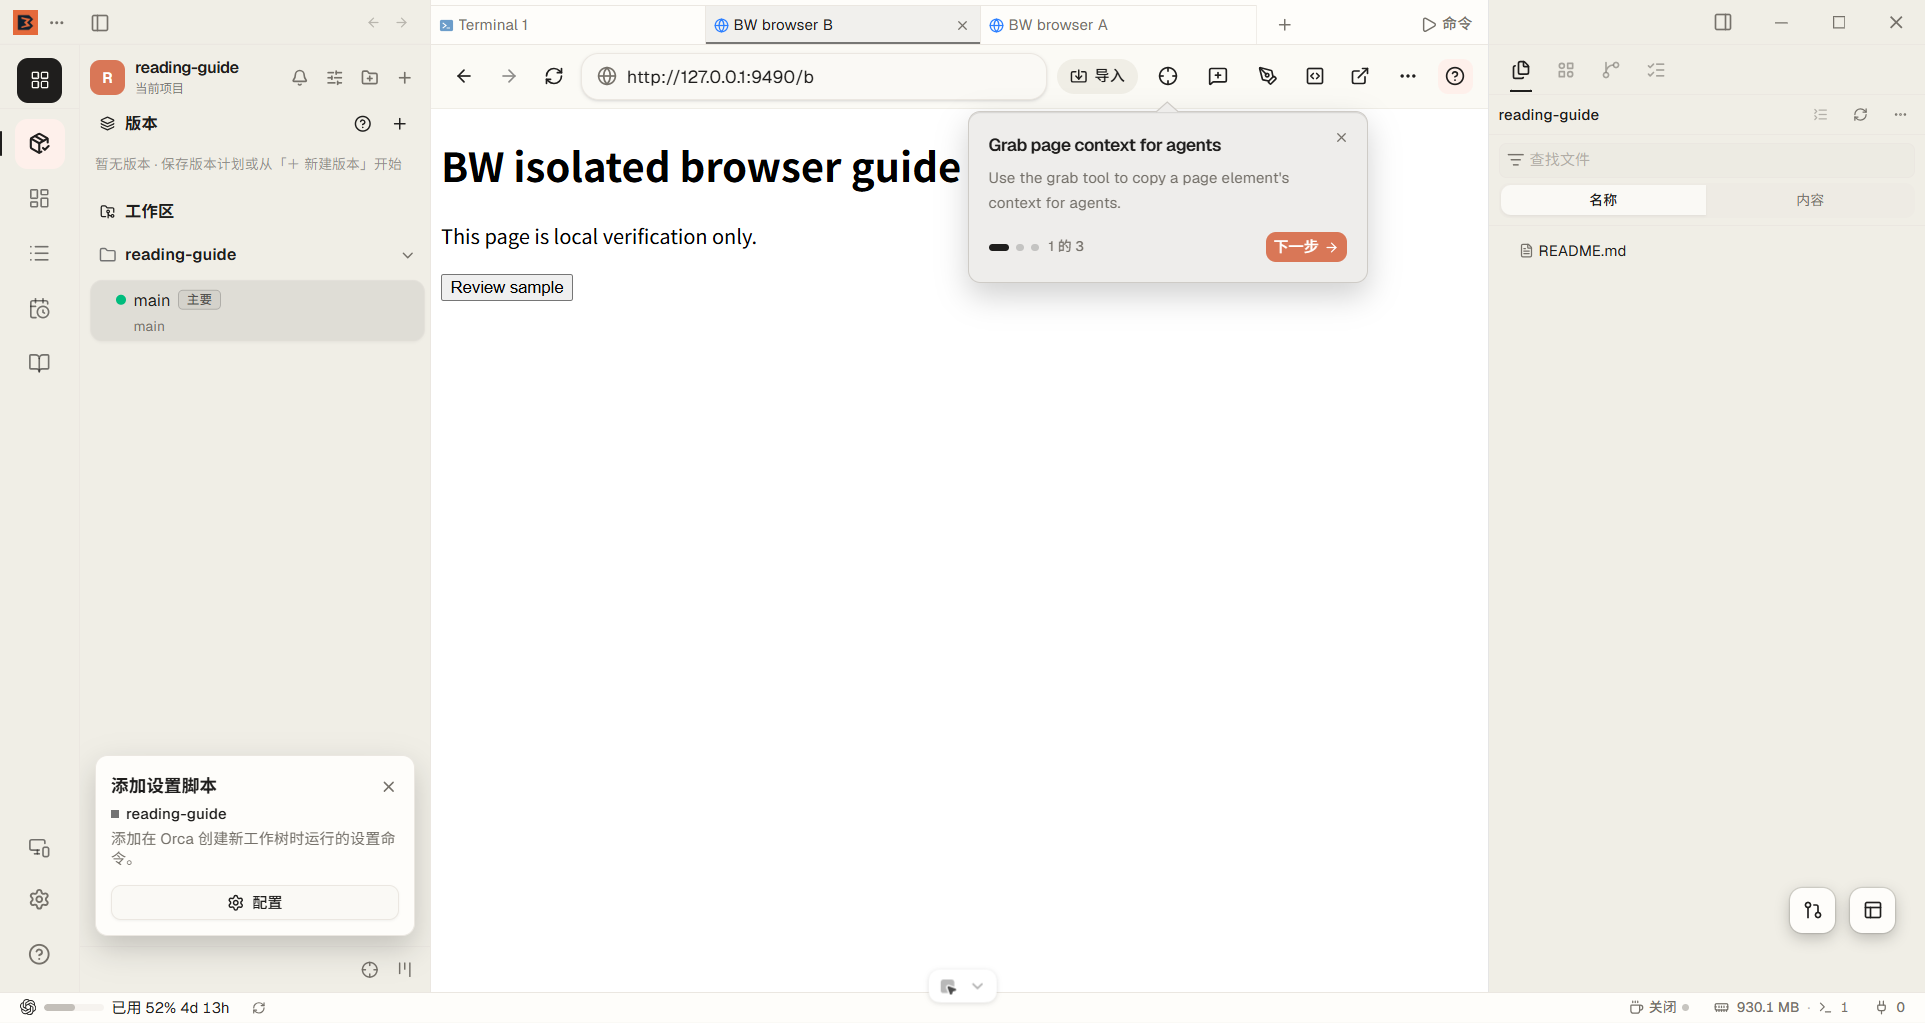 Terminal 1
BW browser B
BW browser A
命令
R
reading-guide
当前项目
http://127.0.0.1:9490/b
导入
版本
暂无版本 · 保存版本计划或从「＋ 新建版本」开始
工作区
reading-guide
main 主要
main
BW isolated browser guide
This page is local verification only.
Review sample
Grab page context for agents
Use the grab tool to copy a page element's
context for agents.
1 的 3
下一步
reading-guide
查找文件
名称
内容
README.md
添加设置脚本
reading-guide
添加在 Orca 创建新工作树时运行的设置命
令。
配置
已用 52% 4d 13h
关闭
930.1 MB · 1
0